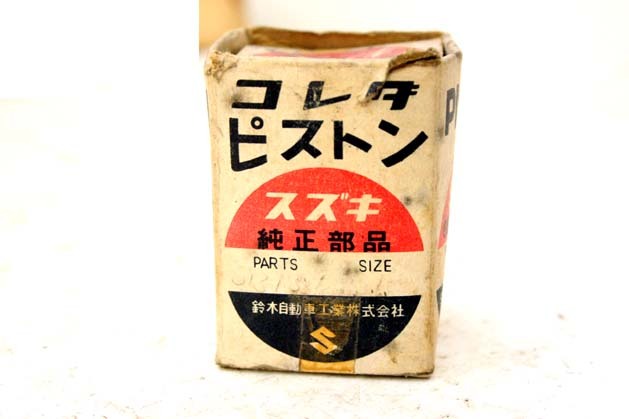 コレダ
ピストン
スズキ
純正部品
PARTS SIZE
鈴木自動車工業株式会社